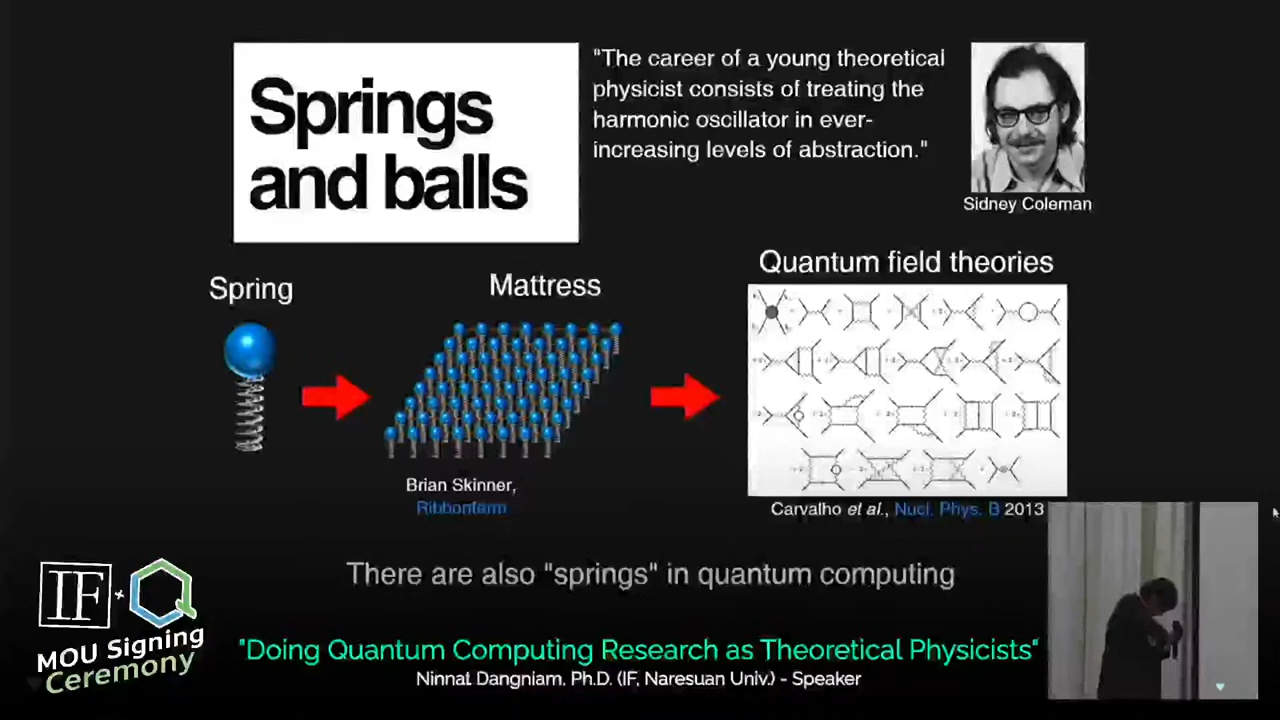 Springs
and balls
"The career of a young theoretical
physicist consists of treating the
harmonic oscillator in ever-
increasing levels of abstraction."
Sidney Coleman
Spring
Mattress
Quantum field theories
Brian Skinner,
Ribbonfarm
Carvalho et al., Nucl. Phys. B 2013
There are also "springs" in quantum computing
IF+Q
MOU Signing
Ceremony
"Doing Quantum Computing Research as Theoretical Physicists"
Ninnat Dangniam, Ph.D. (IF, Naresuan Univ.) - Speaker